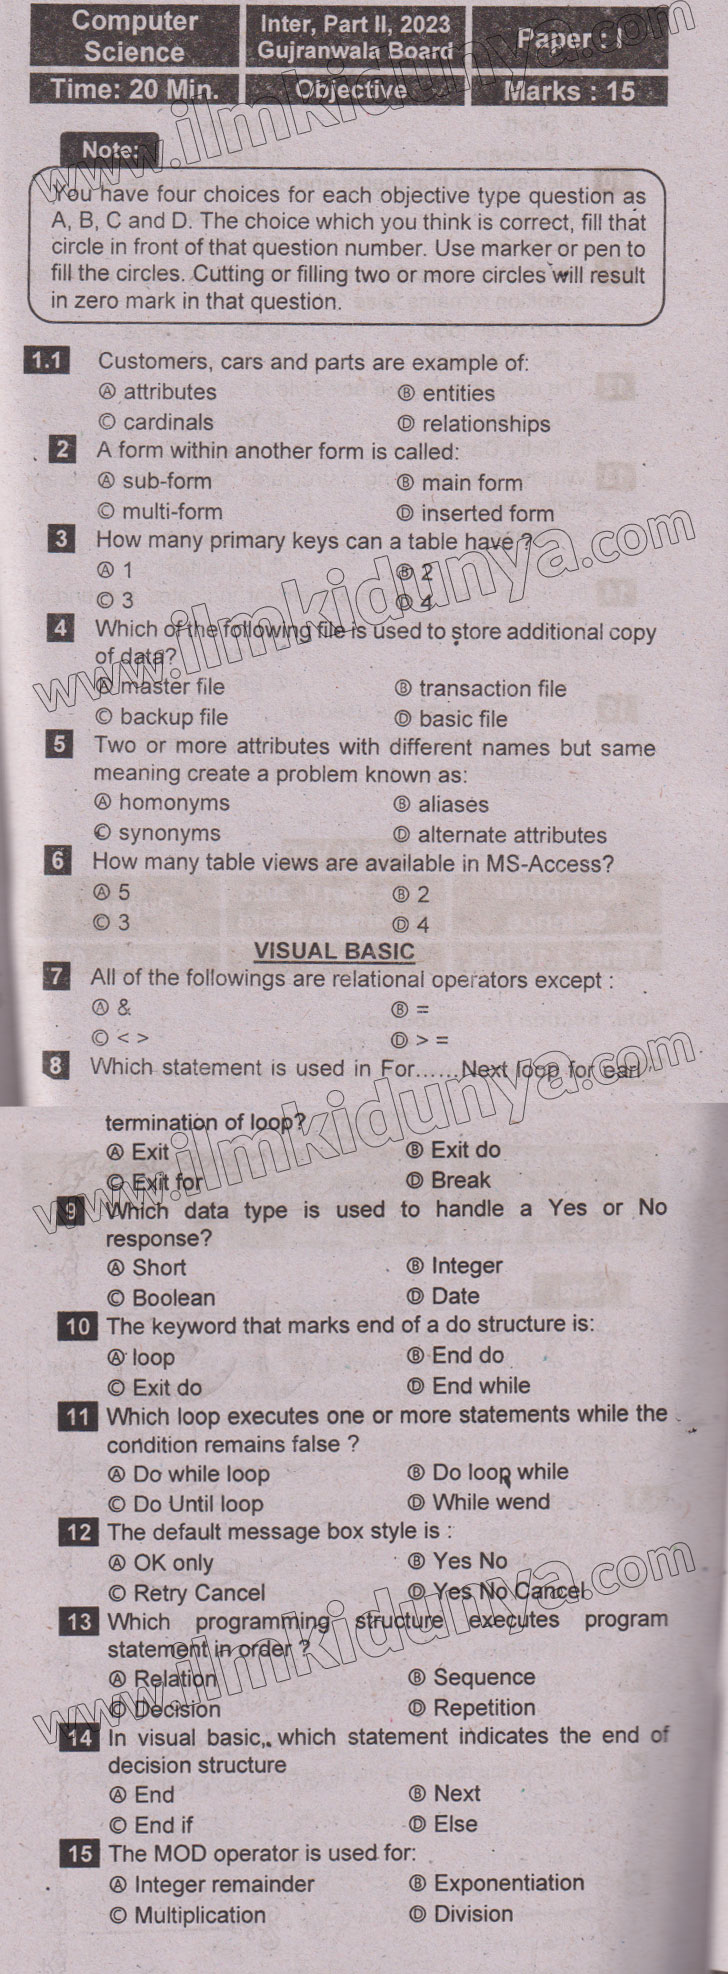 Computer Science
Inter, Part II, 2023
Gujranwala Board
Paper : I
Time: 20 Min.
Objective
Marks : 15
Note:
You have four choices for each objective type question as
A, B, C and D. The choice which you think is correct, fill that
circle in front of that question number. Use marker or pen to
fill the circles. Cutting or filling two or more circles will result
in zero mark in that question.
1.1 Customers, cars and parts are example of:
Ⓐ attributes Ⓑ entities
Ⓒ cardinals Ⓓ relationships
2 A form within another form is called:
Ⓐ sub-form Ⓑ main form
Ⓒ multi-form Ⓓ inserted form
3 How many primary keys can a table have ?
Ⓐ 1 Ⓑ 2
Ⓒ 3 Ⓓ 4
4 Which of the following file is used to store additional copy
of data?
Ⓐ master file Ⓑ transaction file
Ⓒ backup file Ⓓ basic file
5 Two or more attributes with different names but same
meaning create a problem known as:
Ⓐ homonyms Ⓑ aliases
Ⓒ synonyms Ⓓ alternate attributes
6 How many table views are available in MS-Access?
Ⓐ 5 Ⓑ 2
Ⓒ 3 Ⓓ 4
VISUAL BASIC
7 All of the followings are relational operators except :
Ⓐ & Ⓑ =
Ⓒ < > Ⓓ > =
8 Which statement is used in For......Next loop for
termination of loop?
Ⓐ Exit Ⓑ Exit do
Ⓒ Exit for Ⓓ Break
9 Which data type is used to handle a Yes or No
response?
Ⓐ Short Ⓑ Integer
Ⓒ Boolean Ⓓ Date
10 The keyword that marks end of a do structure is:
Ⓐ loop Ⓑ End do
Ⓒ Exit do Ⓓ End while
11 Which loop executes one or more statements while the
condition remains false ?
Ⓐ Do while loop Ⓑ Do loop while
Ⓒ Do Until loop Ⓓ While wend
12 The default message box style is :
Ⓐ OK only Ⓑ Yes No
Ⓒ Retry Cancel Ⓓ Yes No Cancel
13 Which programming structure executes program
statement in order ?
Ⓐ Relation Ⓑ Sequence
Ⓒ Decision Ⓓ Repetition
14 In visual basic, which statement indicates the end of
decision structure
Ⓐ End Ⓑ Next
Ⓒ End if Ⓓ Else
15 The MOD operator is used for:
Ⓐ Integer remainder Ⓑ Exponentiation
Ⓒ Multiplication Ⓓ Division
www.ilmkidunya.com
www.ilmkidunya.com
www.ilmkidunya.com
www.ilmkidunya.com